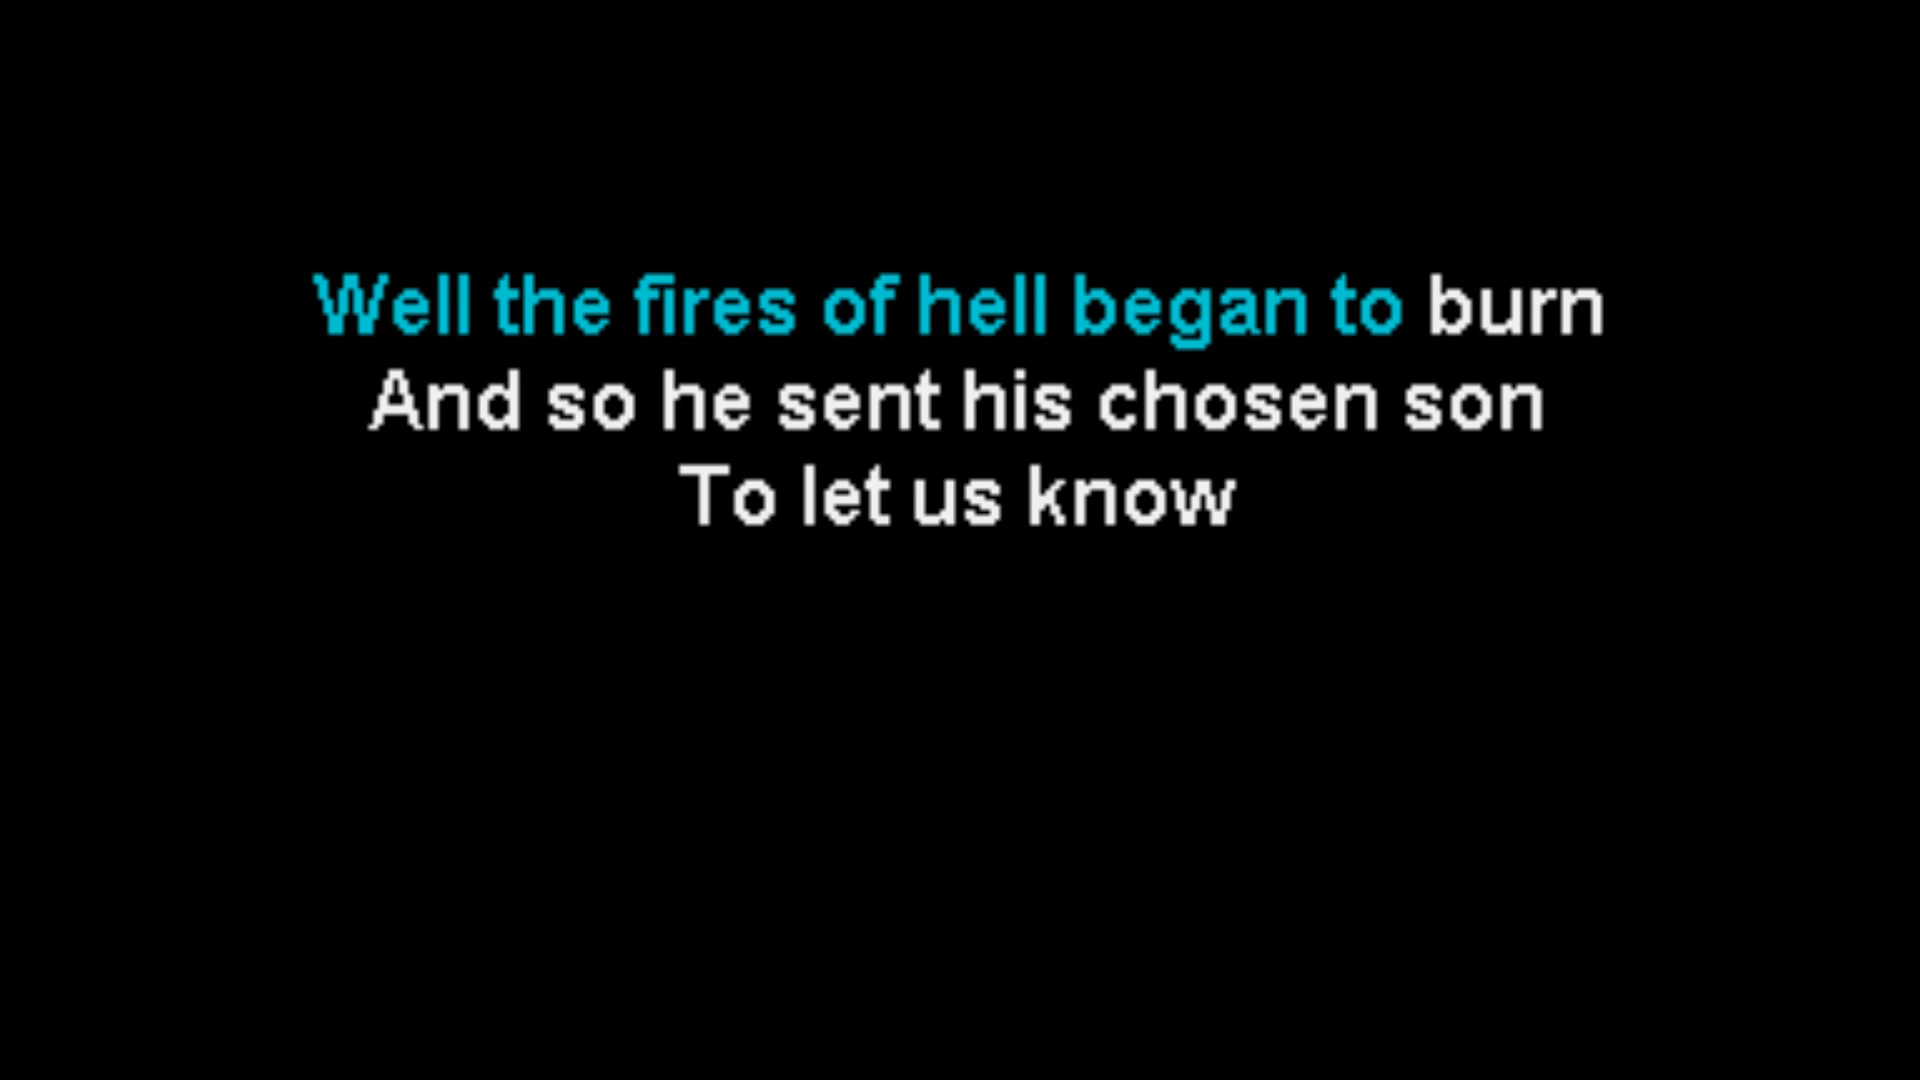 Well the fires of hell began to burn
And so he sent his chosen son
To let us know